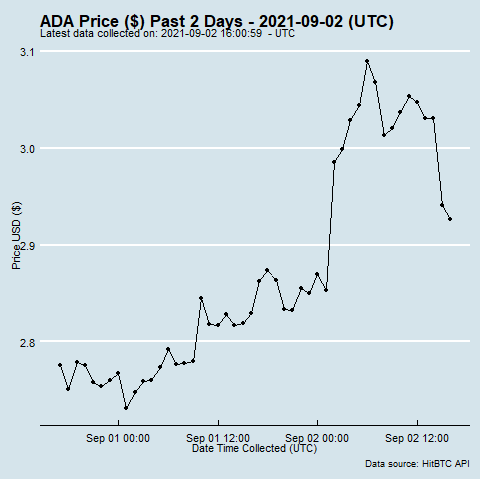 ADA Price ($) Past 2 Days - 2021-09-02 (UTC)
Latest data collected on: 2021-09-02 16:00:59 - UTC
3.1
3.0
2.9
2.8
Price USD ($)
Sep 01 00:00 Sep 01 12:00 Sep 02 00:00 Sep 02 12:00
Date Time Collected (UTC)
Data source: HitBTC API